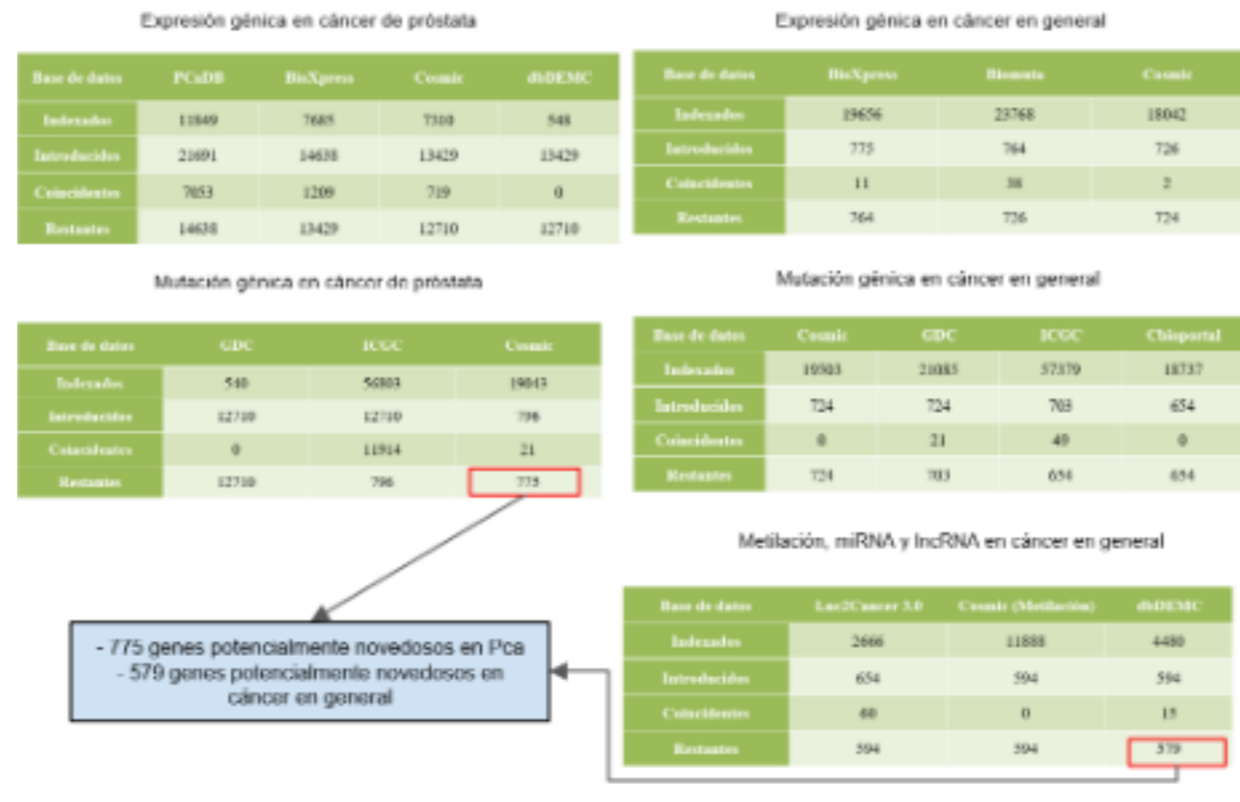 Expresión génica en cáncer de próstata
Base de datos PCaDB BioXpress Cosmic dbDEMC
Indexados 11849 7685 7310 548
Introducidos 21691 14638 13429 13429
Coincidentes 7053 1209 719 0
Restantes 14638 13429 12710 12710
Expresión génica en cáncer en general
Base de datos BioXpress Biomuta Cosmic
Indexados 19656 23768 18042
Introducidos 775 764 726
Coincidentes 11 38 2
Restantes 764 726 724
Mutación génica en cáncer de próstata
Base de datos GDC ICGC Cosmic
Indexados 540 56803 19043
Introducidos 12710 12710 796
Coincidentes 0 11914 21
Restantes 12710 796 775
Mutación génica en cáncer en general
Base de datos Cosmic GDC ICGC Cbioportal
Indexados 19503 21085 57379 18737
Introducidos 724 724 703 654
Coincidentes 0 21 49 0
Restantes 724 703 654 654
Metilación, miRNA y lncRNA en cáncer en general
Base de datos Lnc2Cancer 3.0 Cosmic (Metilación) dbDEMC
Indexados 2666 11888 4480
Introducidos 654 594 594
Coincidentes 60 0 15
Restantes 594 594 579
- 775 genes potencialmente novedosos en Pca
- 579 genes potencialmente novedosos en
cáncer en general